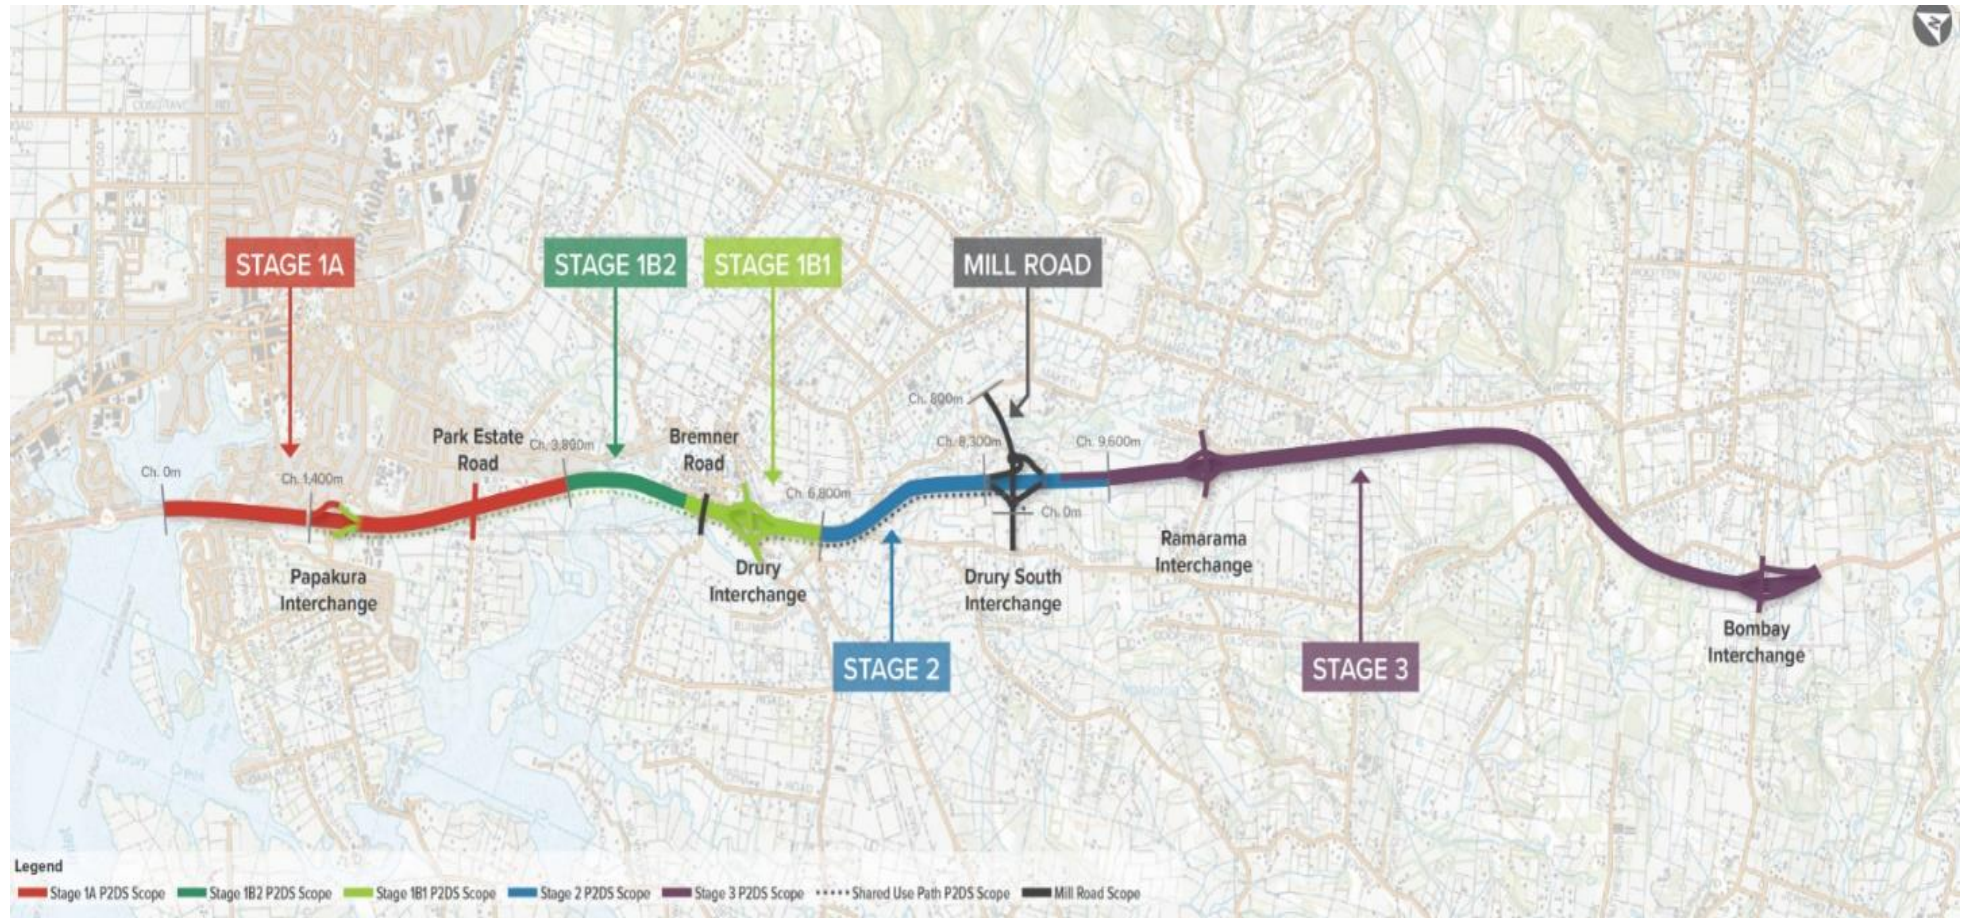 N
STAGE 1A
STAGE 1B2
STAGE 1B1
MILL ROAD
Ch. 800m
Park Estate
Road
Ch. 3,800m
Bremner
Road
Ch. 8,300m
Ch. 9,600m
Ch. 0m
Ch. 1,400m
Ch. 6,800m
Ch. 0m
Papakura
Interchange
Drury
Interchange
Drury South
Interchange
Ramarama
Interchange
STAGE 2
STAGE 3
Bombay
Interchange
Drury Creek
Legend
Stage 1A P2DS Scope
Stage 1B2 P2DS Scope
Stage 1B1 P2DS Scope
Stage 2 P2DS Scope
Stage 3 P2DS Scope
Shared Use Path P2DS Scope
Mill Road Scope